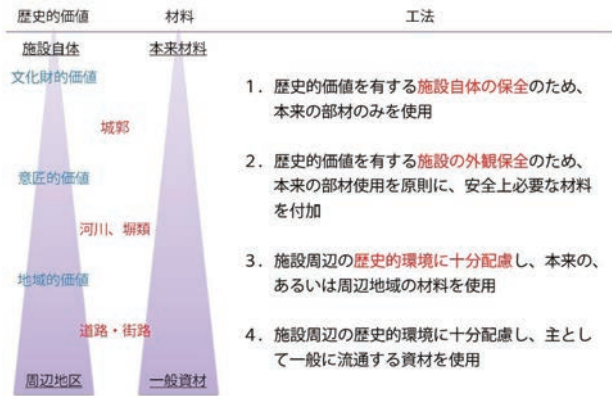 歴史的価値
材料
工法
施設自体
本来材料
文化財的価値
城郭
意匠的価値
河川、塀類
地域的価値
道路・街路
周辺地区
一般資材
1．歴史的価値を有する施設自体の保全のため、
本来の部材のみを使用
2．歴史的価値を有する施設の外観保全のため、
本来の部材使用を原則に、安全上必要な材料
を付加
3．施設周辺の歴史的環境に十分配慮し、本来の、
あるいは周辺地域の材料を使用
4．施設周辺の歴史的環境に十分配慮し、主とし
て一般に流通する資材を使用